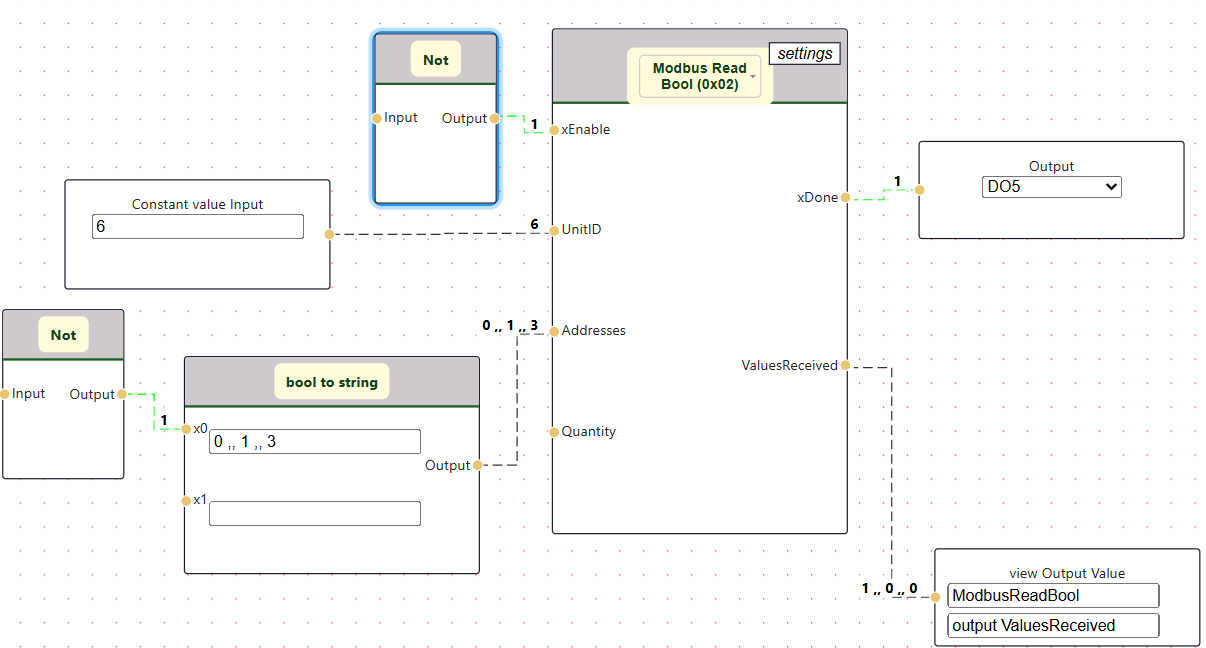 Not
settings
Modbus Read
Bool (0x02)
Input
Output
1
xEnable
Output
DO5
1
xDone
Constant value Input
6
6
UnitID
Not
0 ,, 1 ,, 3
Addresses
ValuesReceived
bool to string
Input
Output
1
x0
0 ,, 1 ,, 3
Quantity
Output
x1
view Output Value
1 ,, 0 ,, 0
ModbusReadBool
output ValuesReceived